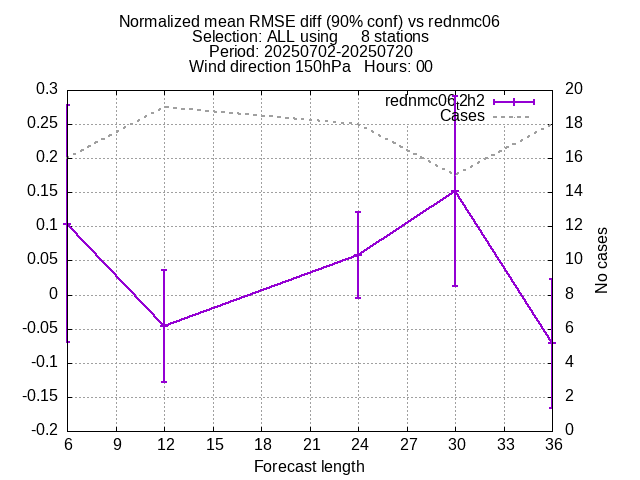 Normalized mean RMSE diff (90% conf) vs rednmc06
Selection: ALL using     8 stations
Period: 20250702-20250720
Wind direction 150hPa   Hours: 00
rednmc06.2h2
Cases
0.3
0.25
0.2
0.15
0.1
0.05
0
-0.05
-0.1
-0.15
-0.2
20
18
16
14
12
10
8
6
4
2
0
No cases
6 9 12 15 18 21 24 27 30 33 36
Forecast length